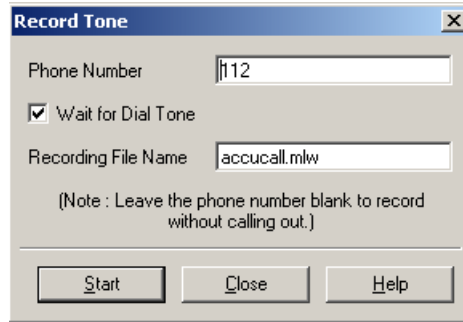 Record Tone
Phone Number 112
Wait for Dial Tone
Recording File Name accucall.mlw
(Note : Leave the phone number blank to record
without calling out.)
Start Close Help